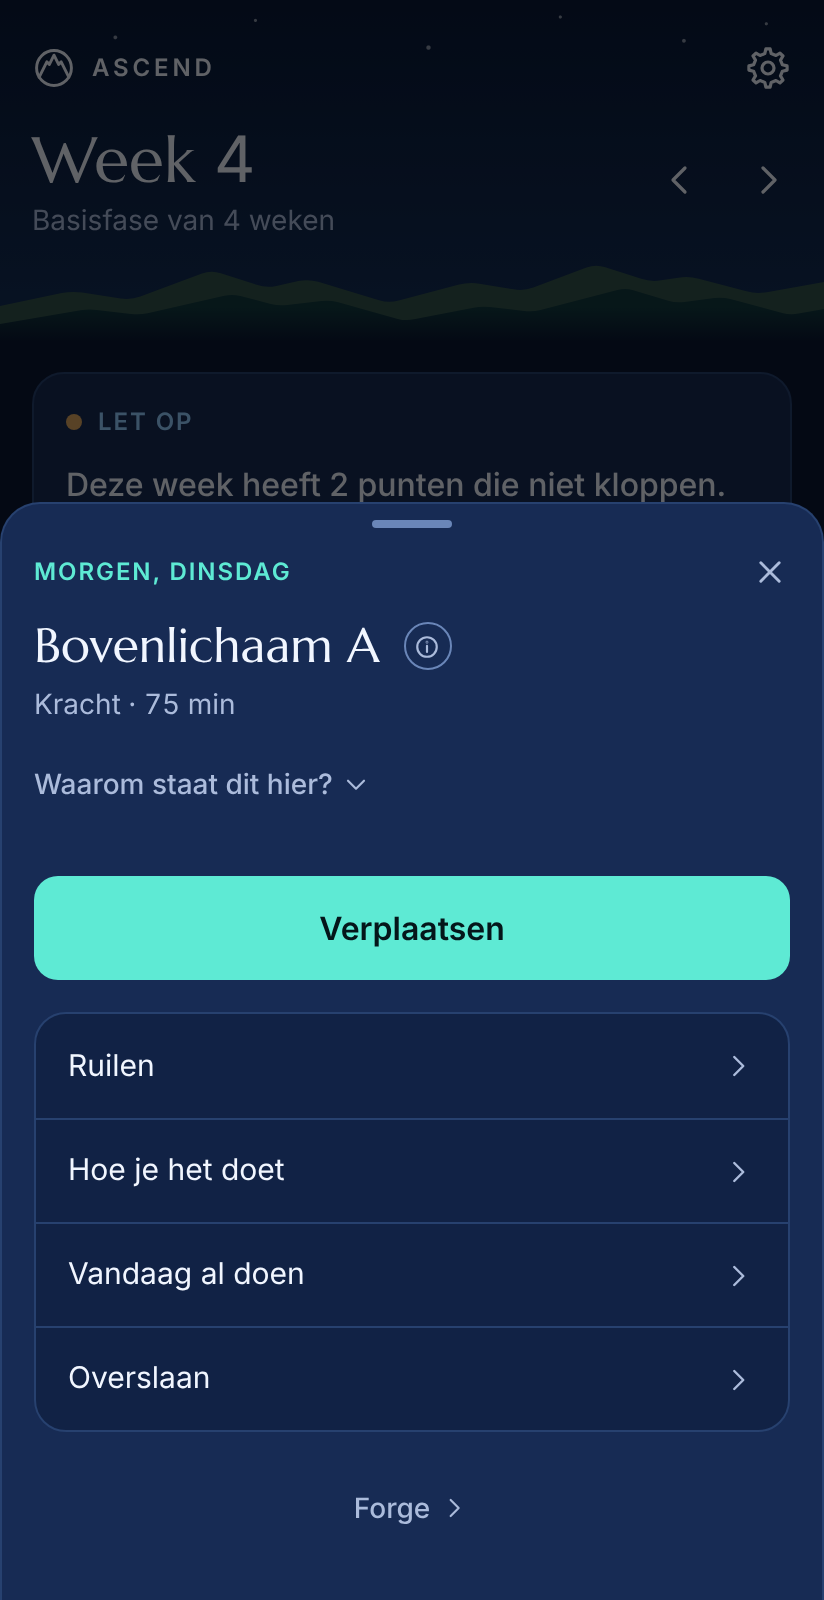 ASCEND
Week 4
Basisfase van 4 weken
LET OP
Deze week heeft 2 punten die niet kloppen.
MORGEN, DINSDAG
Bovenlichaam A
Kracht · 75 min
Waarom staat dit hier?
Verplaatsen
Ruilen
Hoe je het doet
Vandaag al doen
Overslaan
Forge